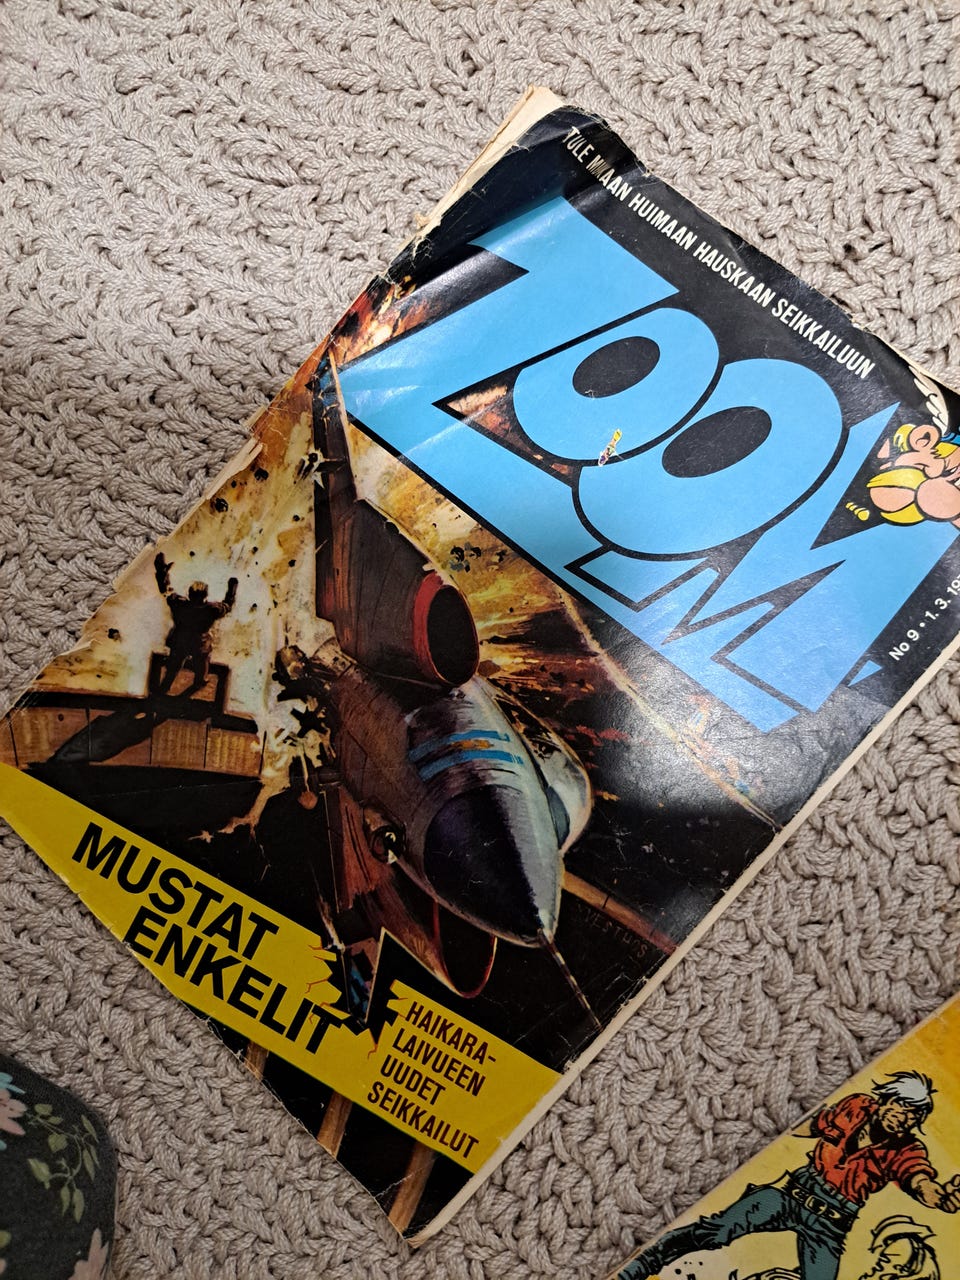 TULE MUKAAN HUIMAAN HAUSKAAN SEIKKAILUUN
ZOOM
No 9 • 1.3.
MUSTAT
ENKELIT
HAIKARA-
LAIVUEEN
UUDET
SEIKKAILUT